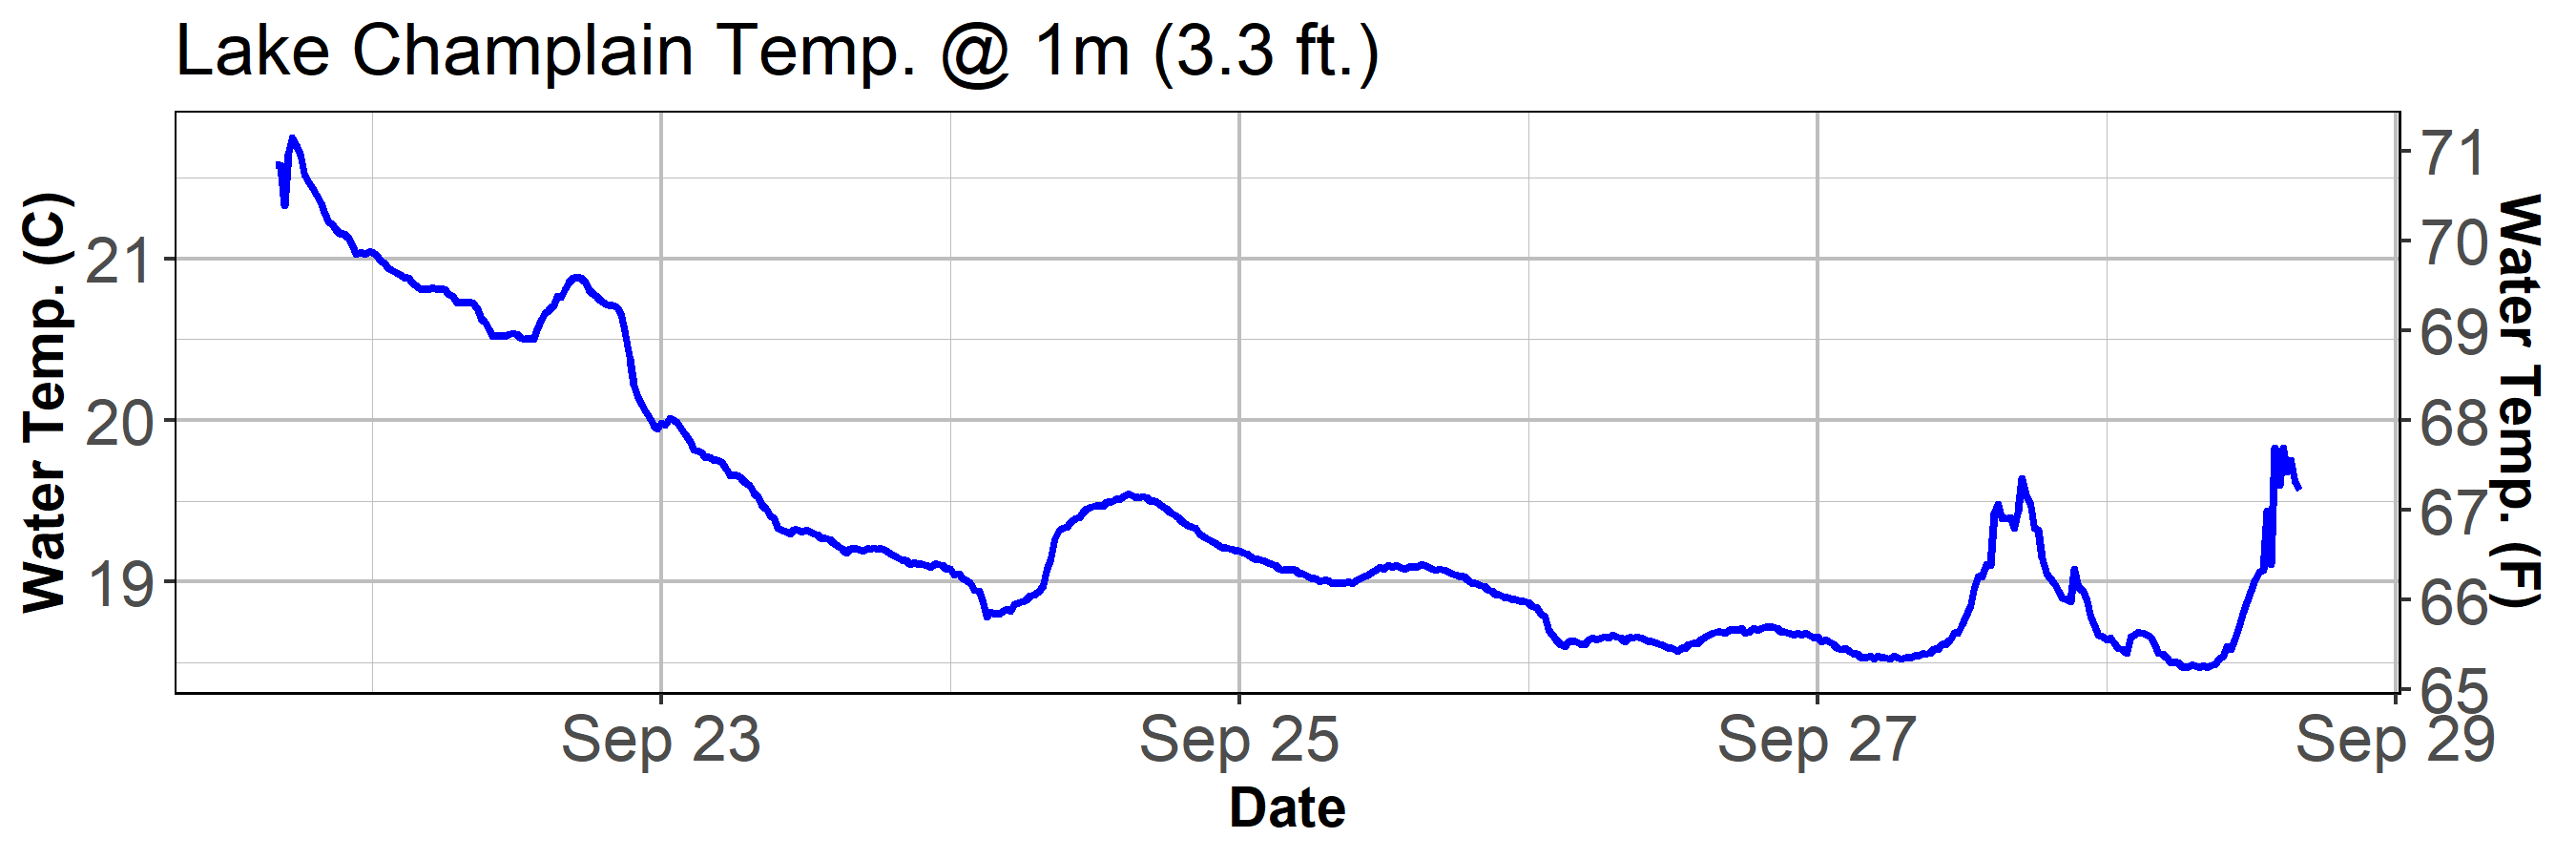 Lake Champlain Temp. @ 1m (3.3 ft.)
Water Temp. (C)
21
20
19
71
70
69
68
67
66
65
Water Temp. (F)
Sep 23 Sep 25 Sep 27 Sep 29
Date